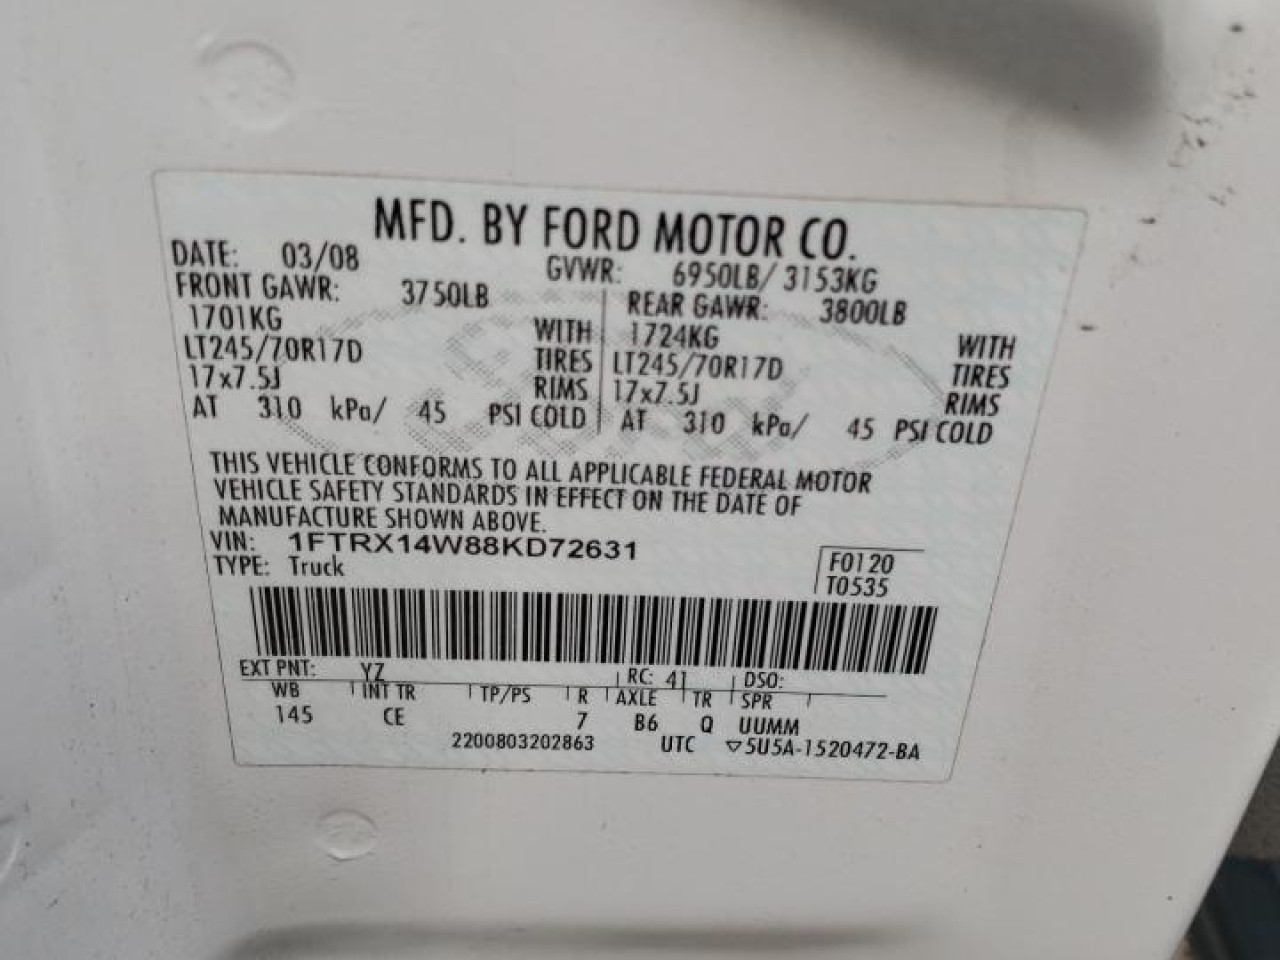 MFD. BY FORD MOTOR CO.
DATE: 03/08 GVWR: 6950LB/ 3153KG
FRONT GAWR: 3750LB REAR GAWR: 3800LB
1701KG WITH 1724KG WITH
LT245/70R17D TIRES LT245/70R17D TIRES
17x7.5J RIMS 17x7.5J RIMS
AT 310 kPa/ 45 PSI COLD AT 310 kPa/ 45 PSI COLD
THIS VEHICLE CONFORMS TO ALL APPLICABLE FEDERAL MOTOR
VEHICLE SAFETY STANDARDS IN EFFECT ON THE DATE OF
MANUFACTURE SHOWN ABOVE.
VIN: 1FTRX14W88KD72631
F0120
TYPE: Truck
T0535
EXT PNT: YZ RC: 41 DSO:
WB INT TR TP/PS R AXLE TR SPR
145 CE 7 B6 Q UUMM
2200803202863 UTC ▽5U5A-1520472-BA